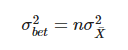 σ²_bet = nσ²_X̄